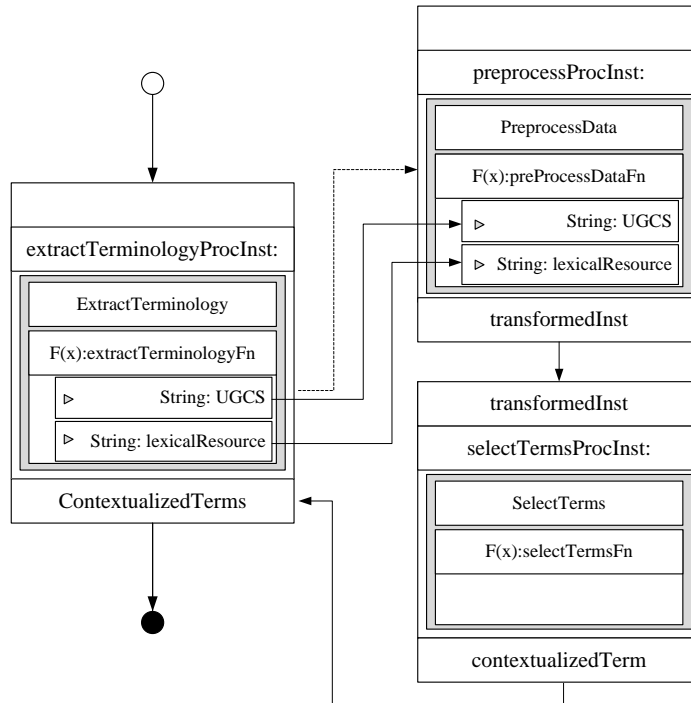 extractTerminologyProcInst:
ExtractTerminology
F(x):extractTerminologyFn
String: UGCS
String: lexicalResource
ContextualizedTerms
preprocessProcInst:
PreprocessData
F(x):preProcessDataFn
String: UGCS
String: lexicalResource
transformedInst
transformedInst
selectTermsProcInst:
SelectTerms
F(x):selectTermsFn
contextualizedTerm